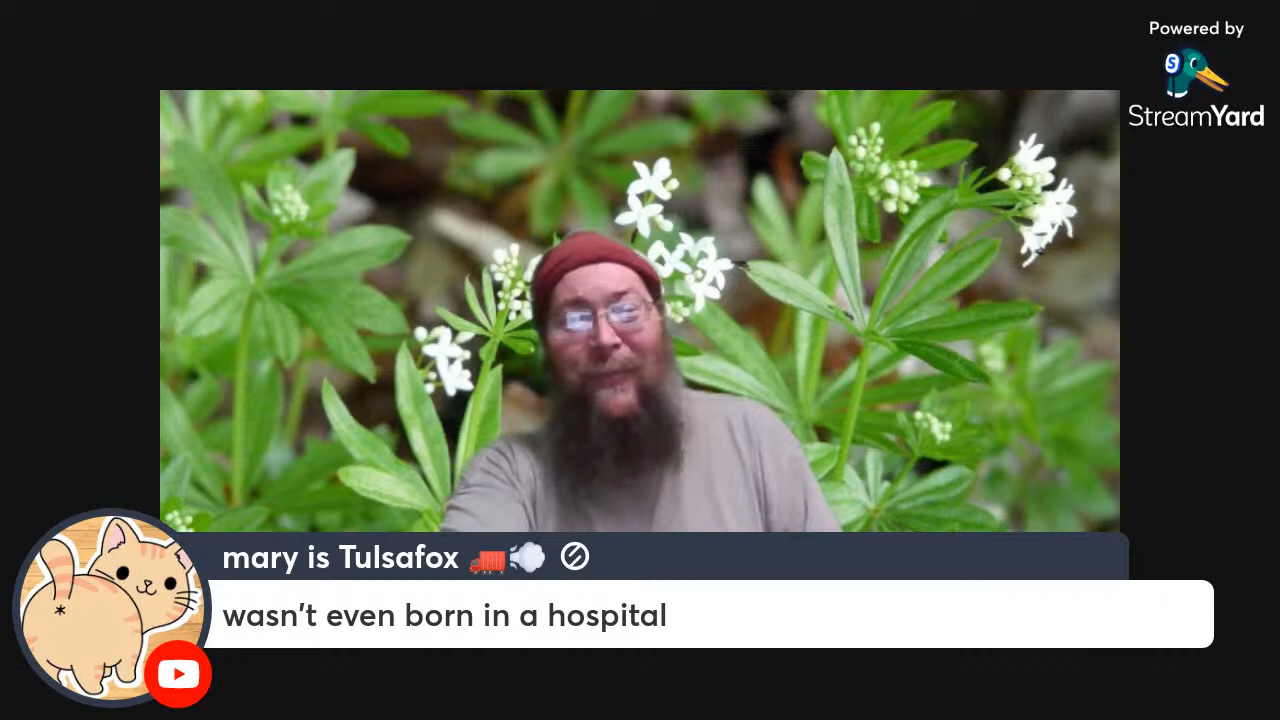 Powered by
StreamYard
mary is Tulsafox 🚛💨
wasn't even born in a hospital